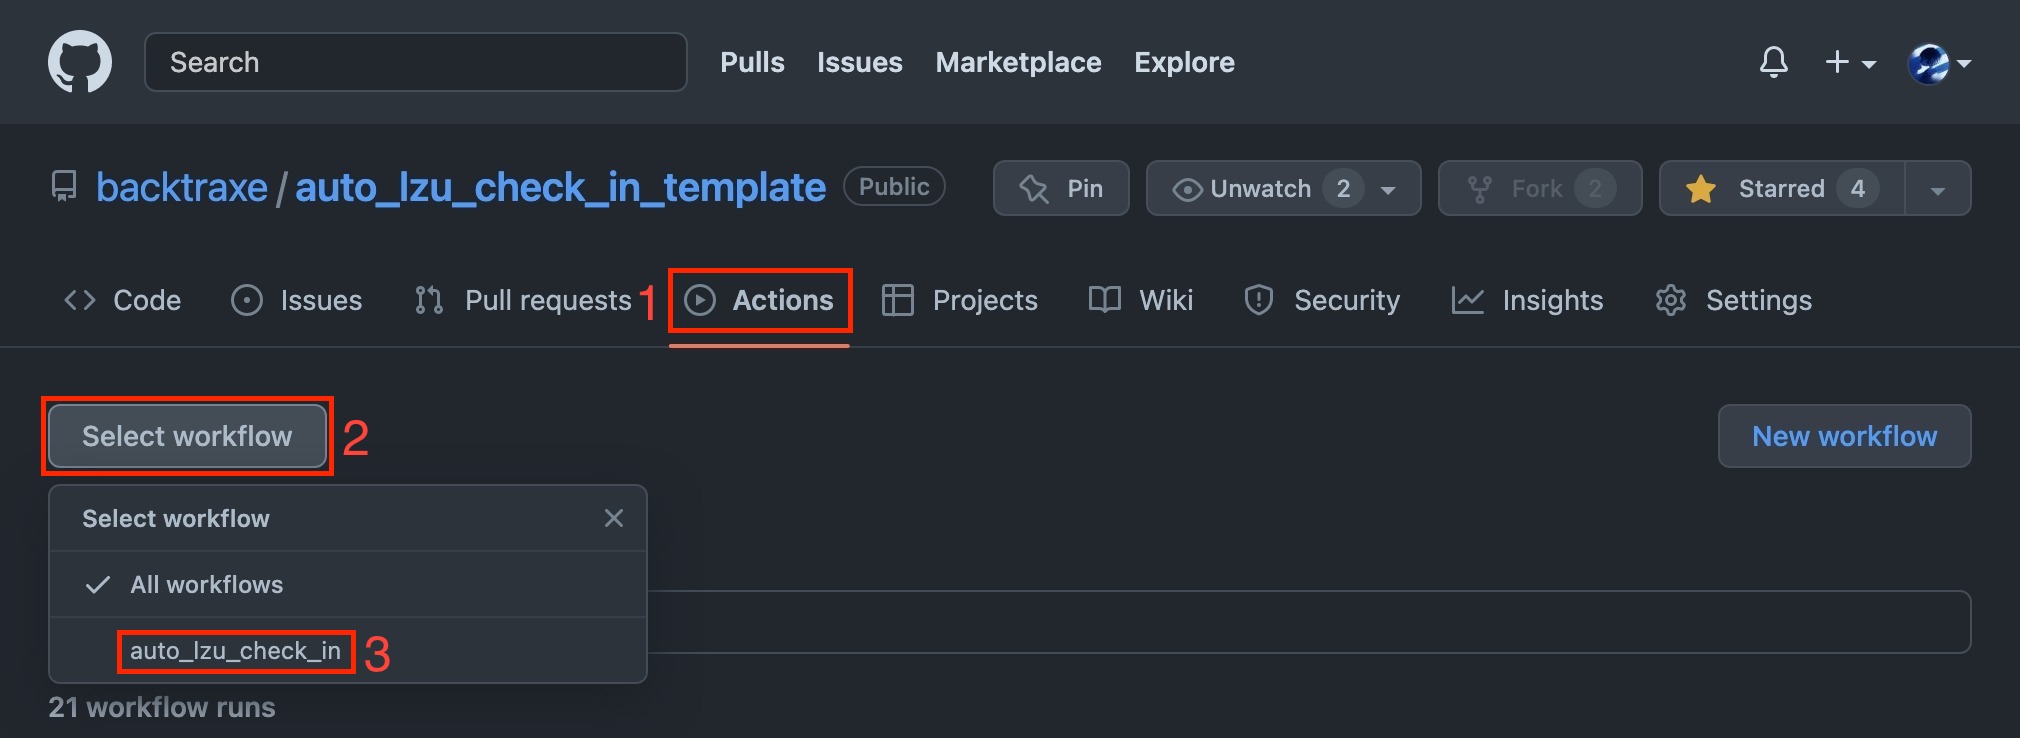 Search Pulls Issues Marketplace Explore
backtraxe / auto_lzu_check_in_template Public Pin Unwatch 2 Fork 2 Starred 4
Code Issues Pull requests 1 Actions Projects Wiki Security Insights Settings
Select workflow 2 New workflow
Select workflow
All workflows
auto_lzu_check_in 3
21 workflow runs